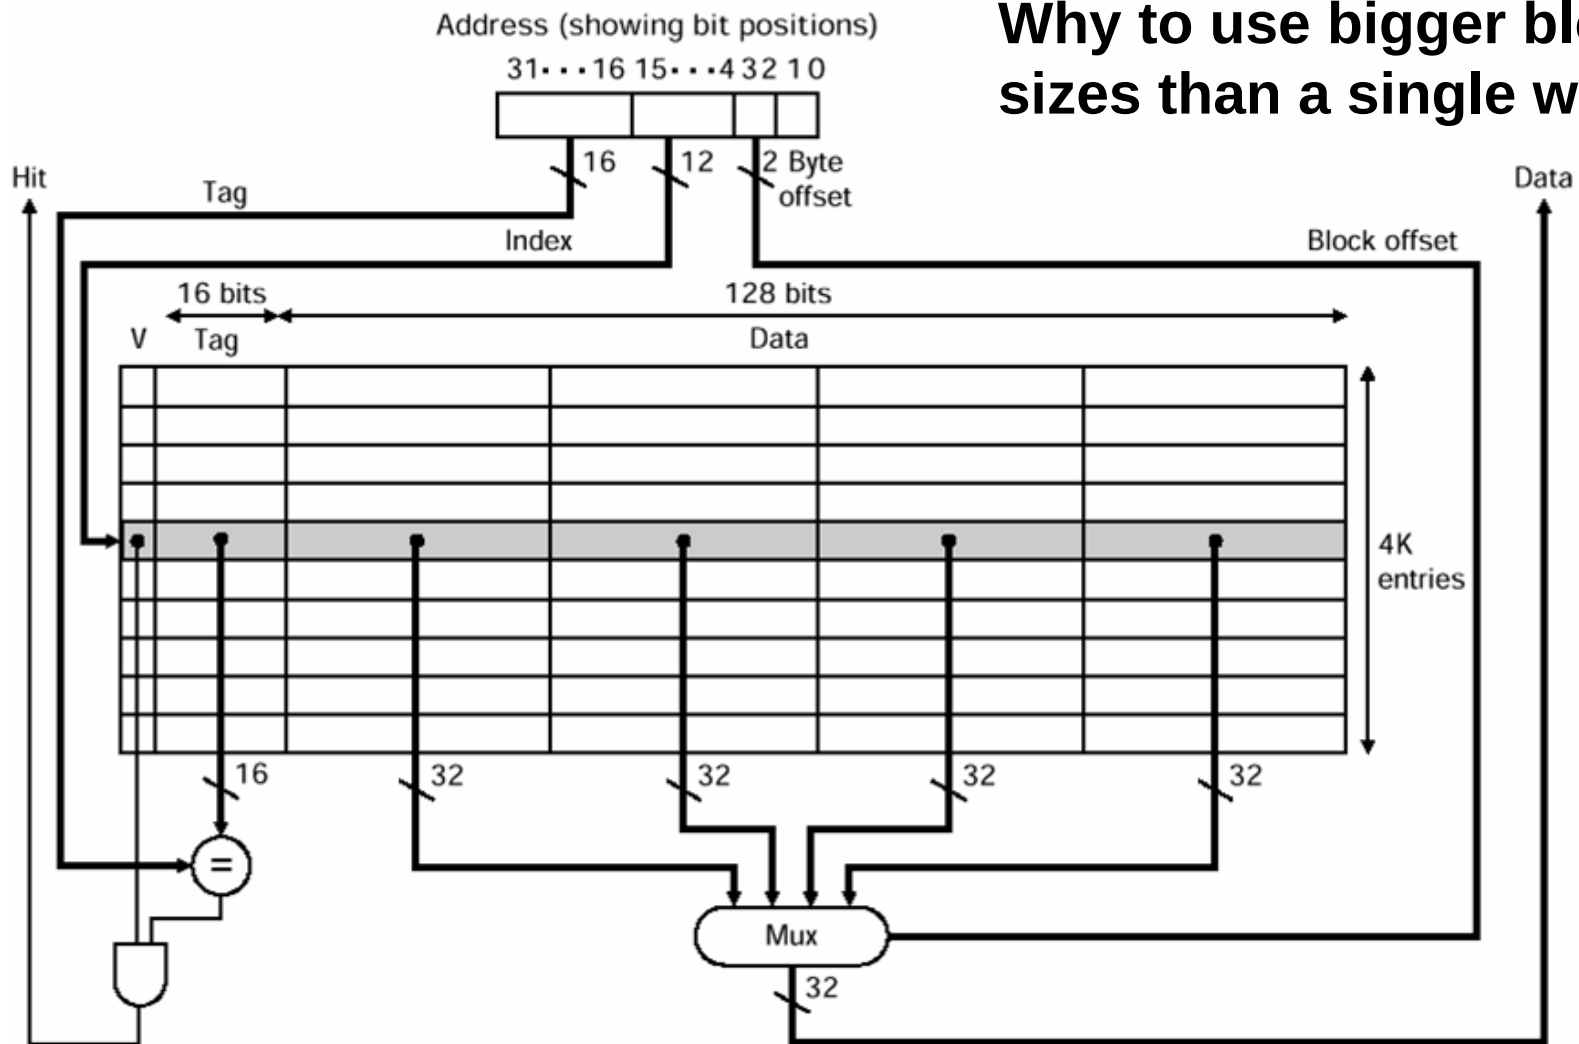 Why to use bigger
sizes than a single
Address (showing bit positions)
31 · · · 16 15 · · · 4 3 2 1 0
16
12
2 Byte
offset
Hit
Tag
Data
Index
Block offset
16 bits
128 bits
V
Tag
Data
4K
entries
16
32
32
32
32
=
Mux
32